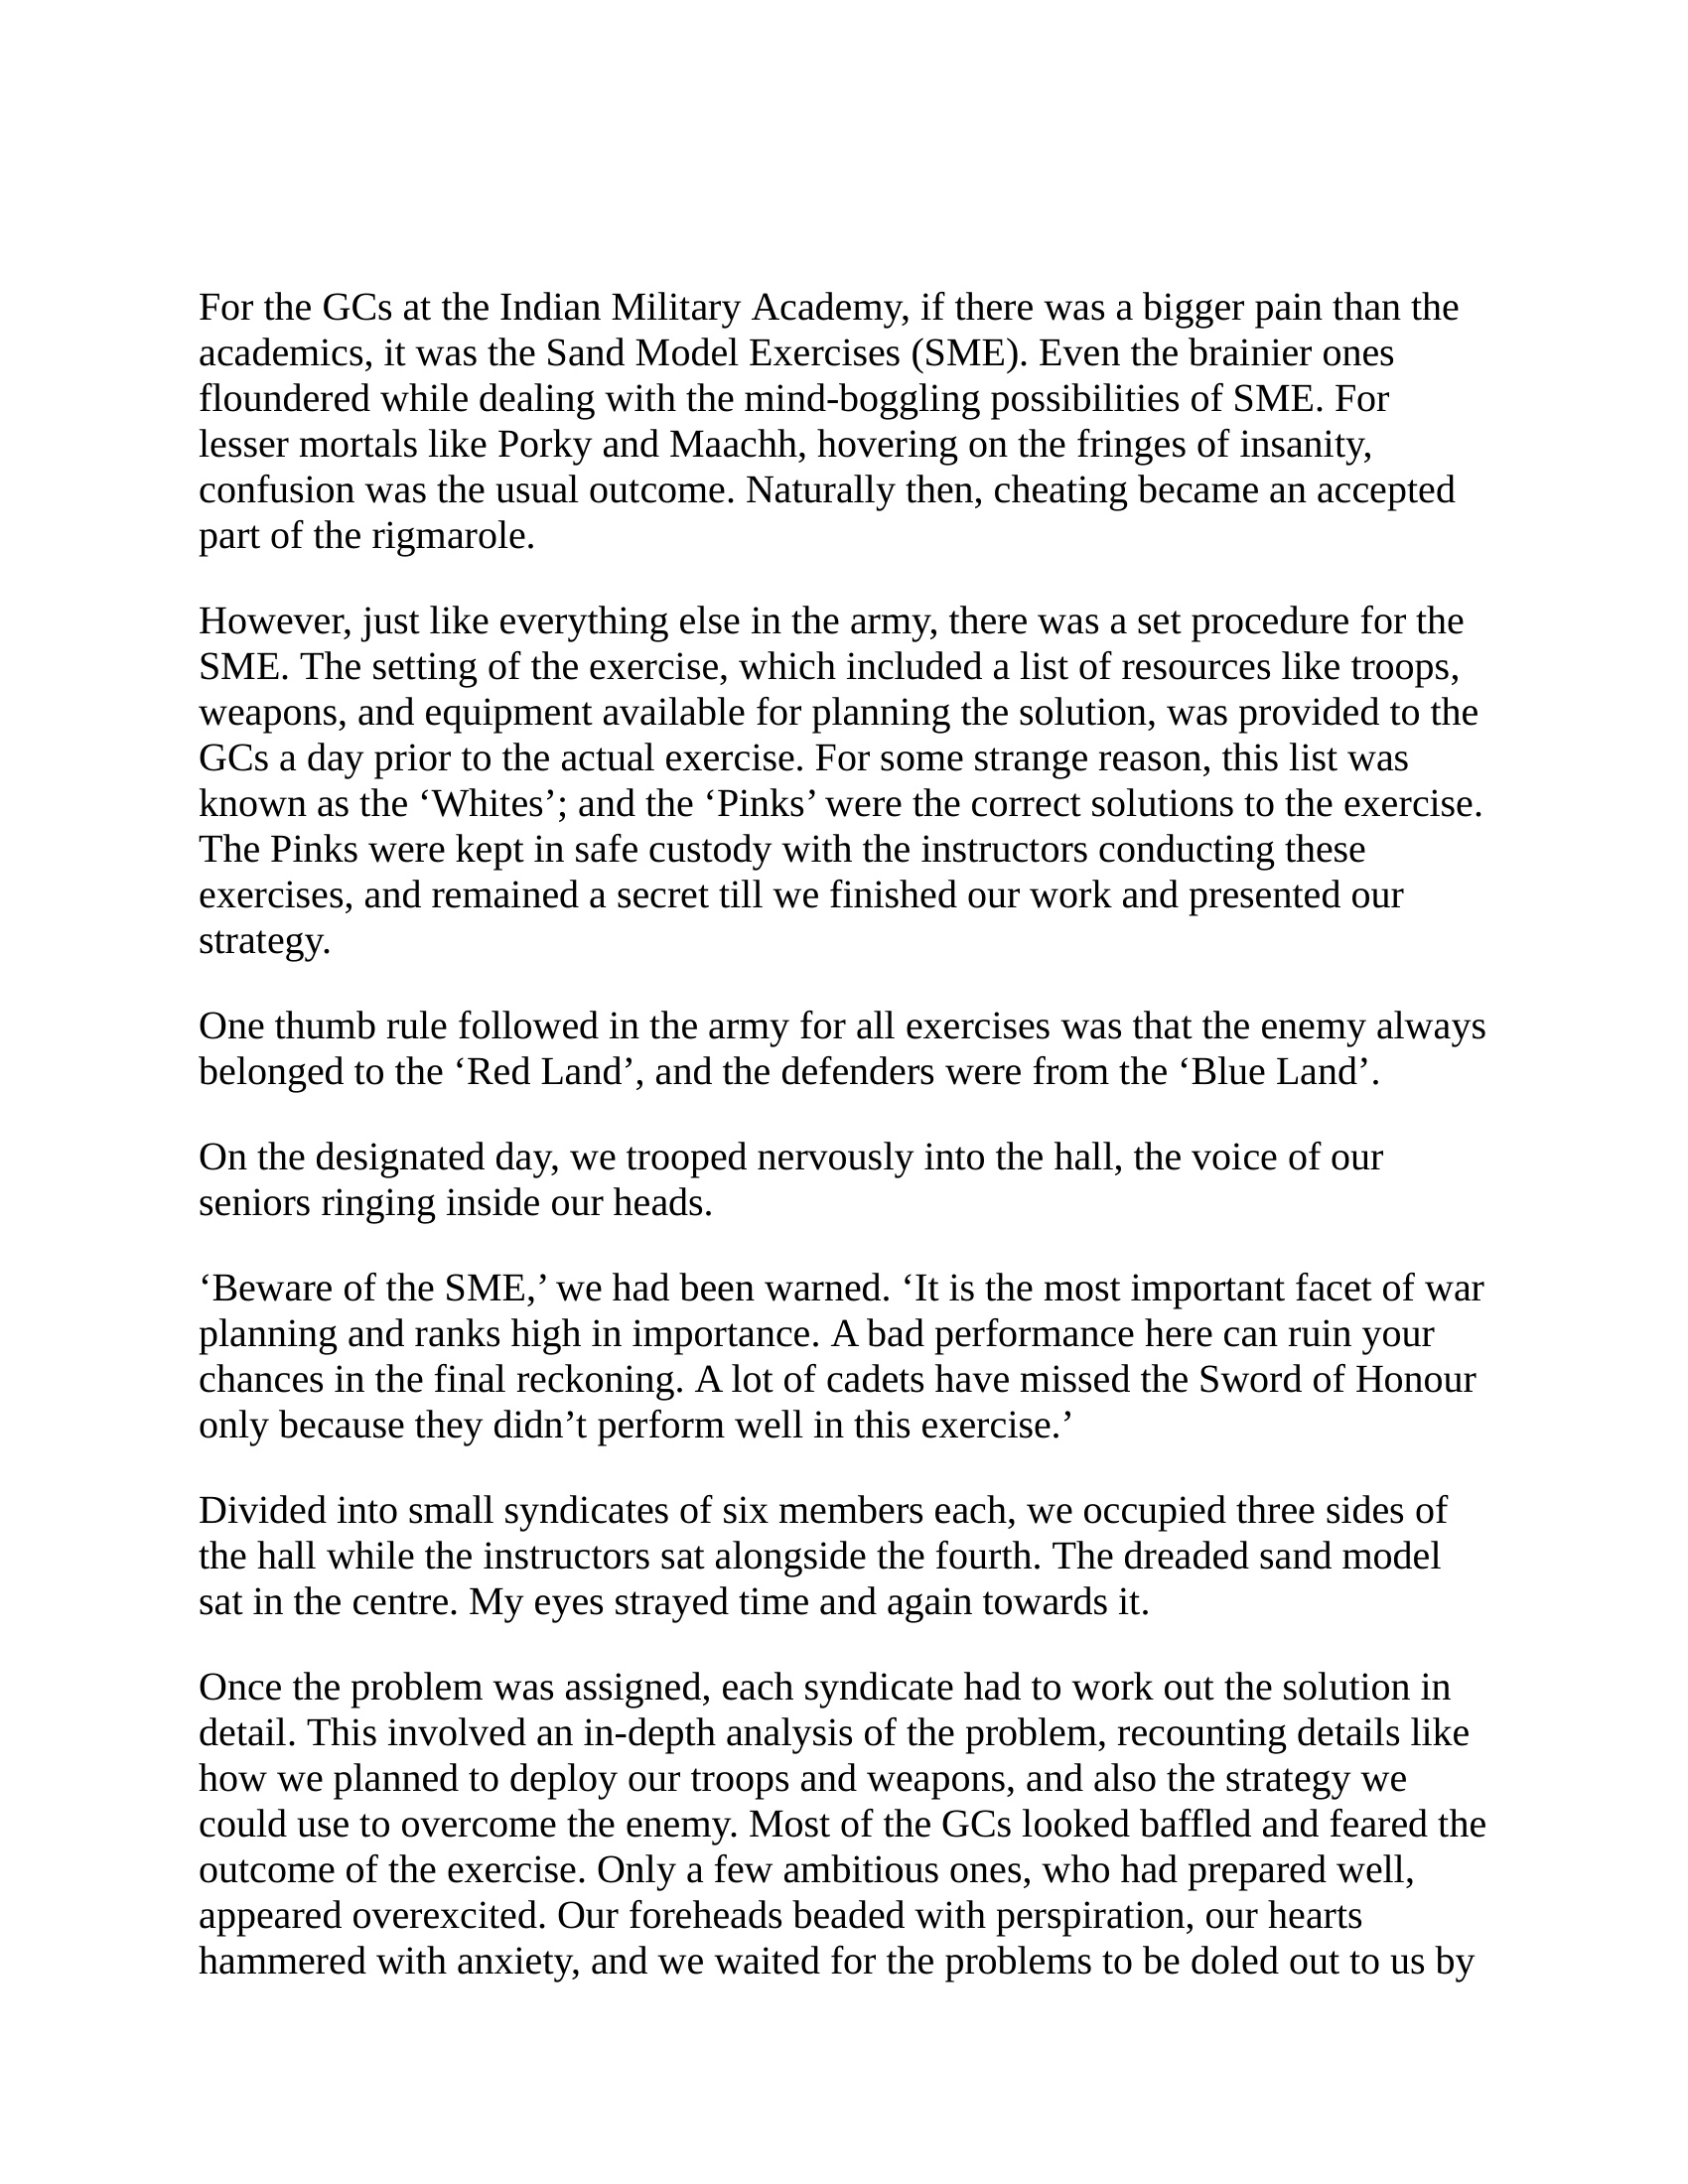 For the GCs at the Indian Military Academy, if there was a bigger pain than the
academics, it was the Sand Model Exercises (SME). Even the brainier ones
floundered while dealing with the mind-boggling possibilities of SME. For
lesser mortals like Porky and Maachh, hovering on the fringes of insanity,
confusion was the usual outcome. Naturally then, cheating became an accepted
part of the rigmarole.
However, just like everything else in the army, there was a set procedure for the
SME. The setting of the exercise, which included a list of resources like troops,
weapons, and equipment available for planning the solution, was provided to the
GCs a day prior to the actual exercise. For some strange reason, this list was
known as the ‘Whites’; and the ‘Pinks’ were the correct solutions to the exercise.
The Pinks were kept in safe custody with the instructors conducting these
exercises, and remained a secret till we finished our work and presented our
strategy.
One thumb rule followed in the army for all exercises was that the enemy always
belonged to the ‘Red Land’, and the defenders were from the ‘Blue Land’.
On the designated day, we trooped nervously into the hall, the voice of our
seniors ringing inside our heads.
‘Beware of the SME,’ we had been warned. ‘It is the most important facet of war
planning and ranks high in importance. A bad performance here can ruin your
chances in the final reckoning. A lot of cadets have missed the Sword of Honour
only because they didn’t perform well in this exercise.’
Divided into small syndicates of six members each, we occupied three sides of
the hall while the instructors sat alongside the fourth. The dreaded sand model
sat in the centre. My eyes strayed time and again towards it.
Once the problem was assigned, each syndicate had to work out the solution in
detail. This involved an in-depth analysis of the problem, recounting details like
how we planned to deploy our troops and weapons, and also the strategy we
could use to overcome the enemy. Most of the GCs looked baffled and feared the
outcome of the exercise. Only a few ambitious ones, who had prepared well,
appeared overexcited. Our foreheads beaded with perspiration, our hearts
hammered with anxiety, and we waited for the problems to be doled out to us by